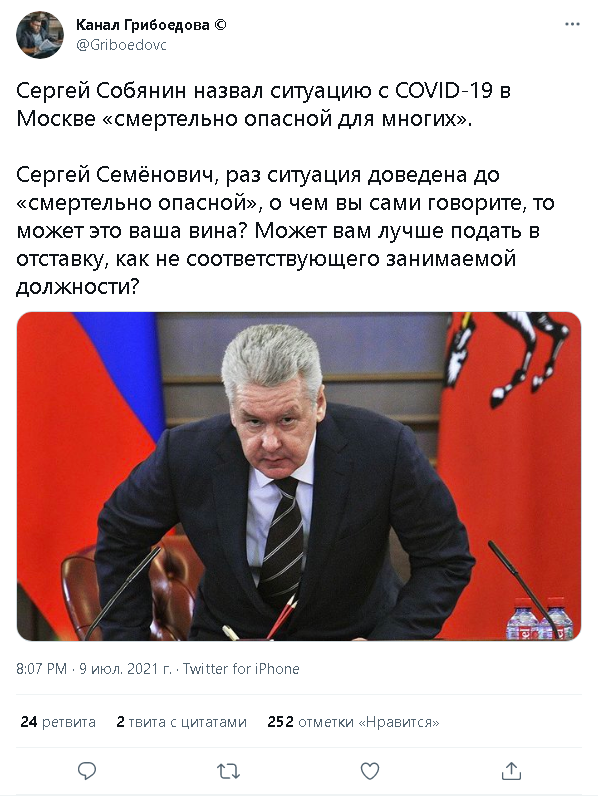 Канал Грибоедова ©
@Griboedovc
Сергей Собянин назвал ситуацию с COVID-19 в
Москве «смертельно опасной для многих».
Сергей Семёнович, раз ситуация доведена до
«смертельно опасной», о чем вы сами говорите, то
может это ваша вина? Может вам лучше подать в
отставку, как не соответствующего занимаемой
должности?
8:07 PM · 9 июл. 2021 г. · Twitter for iPhone
24 ретвита 2 твита с цитатами 252 отметки «Нравится»